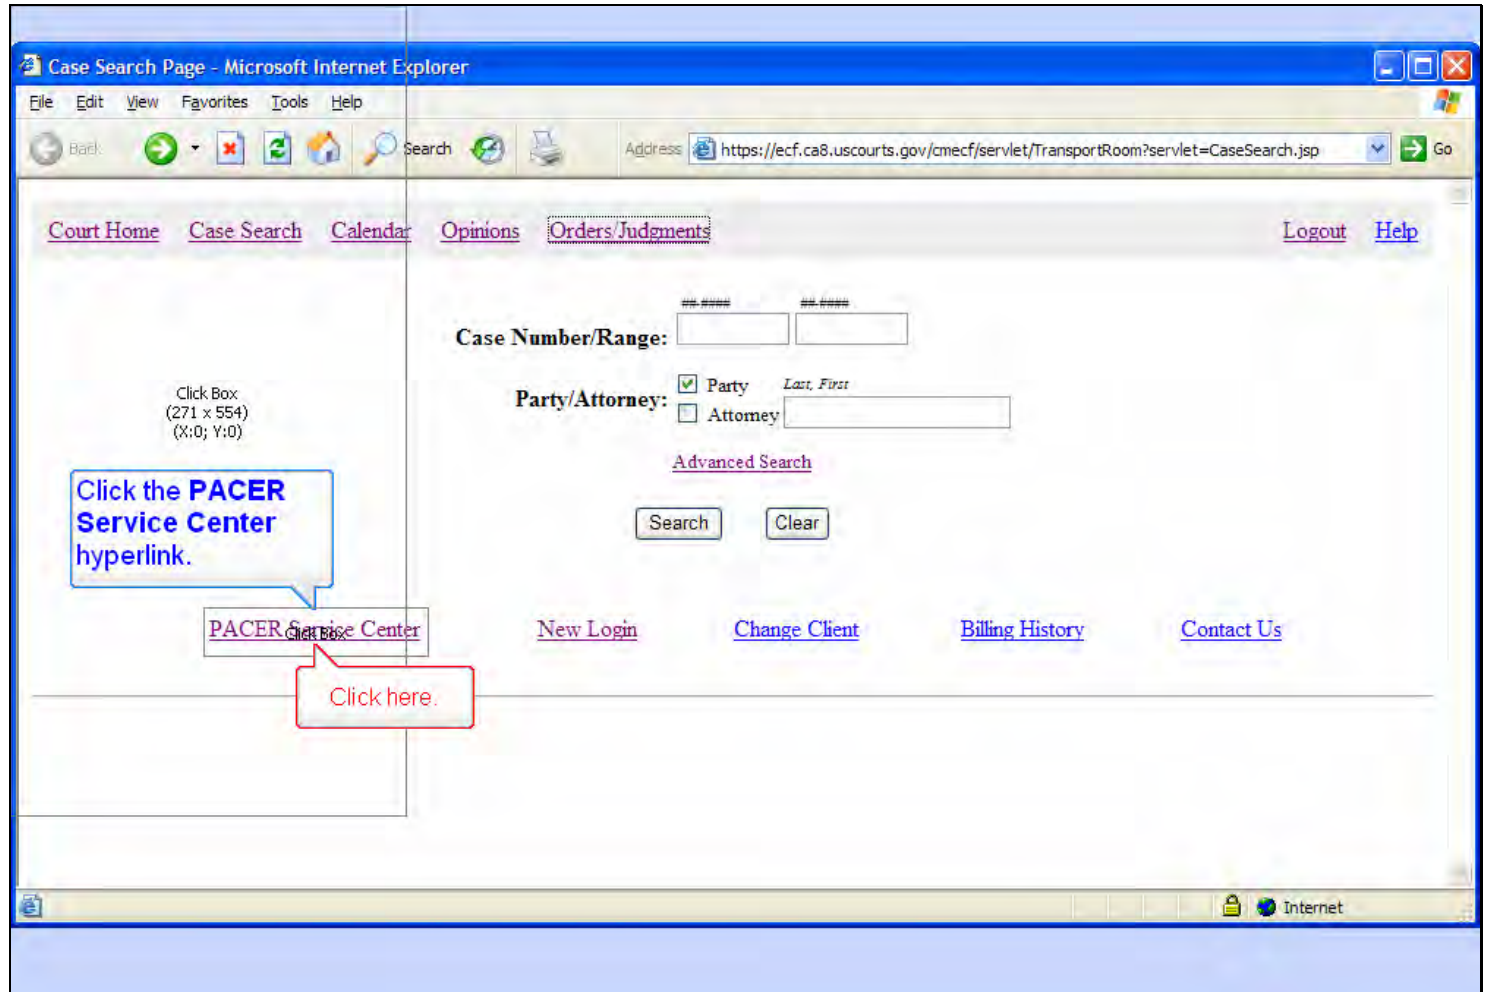 Case Search Page - Microsoft Internet Explorer
File Edit View Favorites Tools Help
Back Search Address https://ecf.ca8.uscourts.gov/cmecf/servlet/TransportRoom?servlet=CaseSearch.jsp Go
Court Home Case Search Calendar Opinions Orders/Judgments Logout Help
##-#### ##-####
Case Number/Range:
Party/Attorney: Party Last, First
Attorney
Click Box
(271 x 554)
(X:0; Y:0)
Advanced Search
Click the PACER
Service Center
hyperlink.
Search Clear
PACER Service Center New Login Change Client Billing History Contact Us
Click Box
Click here.
Internet